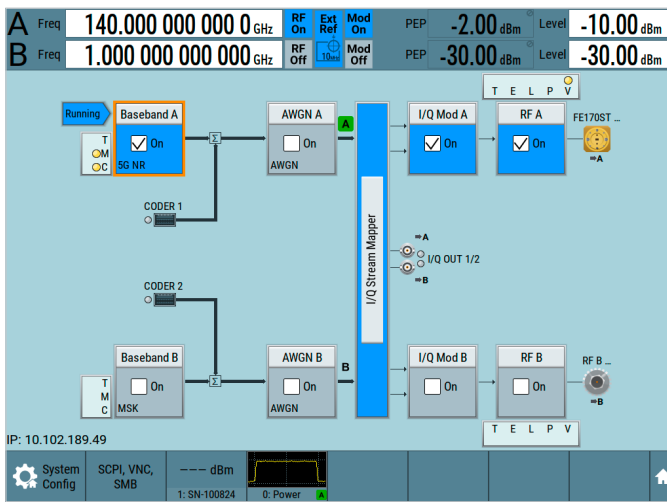 A Freq 140.000 000 000 0 GHz RF On Ext Ref Mod On PEP -2.00 dBm Level -10.00 dBm
B Freq 1.000 000 000 000 GHz RF Off 10 MHz Mod Off PEP -30.00 dBm Level -30.00 dBm
T E L P V
Running Baseband A AWGN A A I/Q Mod A RF A FE170ST ...
T On On On On
M
C 5G NR AWGN ⇒A
CODER 1
Σ
I/Q Stream Mapper
⇒A
I/Q OUT 1/2
⇒B
CODER 2
Baseband B AWGN B B I/Q Mod B RF B RF B ...
T On Σ On On On
M
C MSK AWGN ⇒B
T E L P V
IP: 10.102.189.49
System Config SCPI, VNC, SMB --- dBm
1: SN-100824 0: Power A